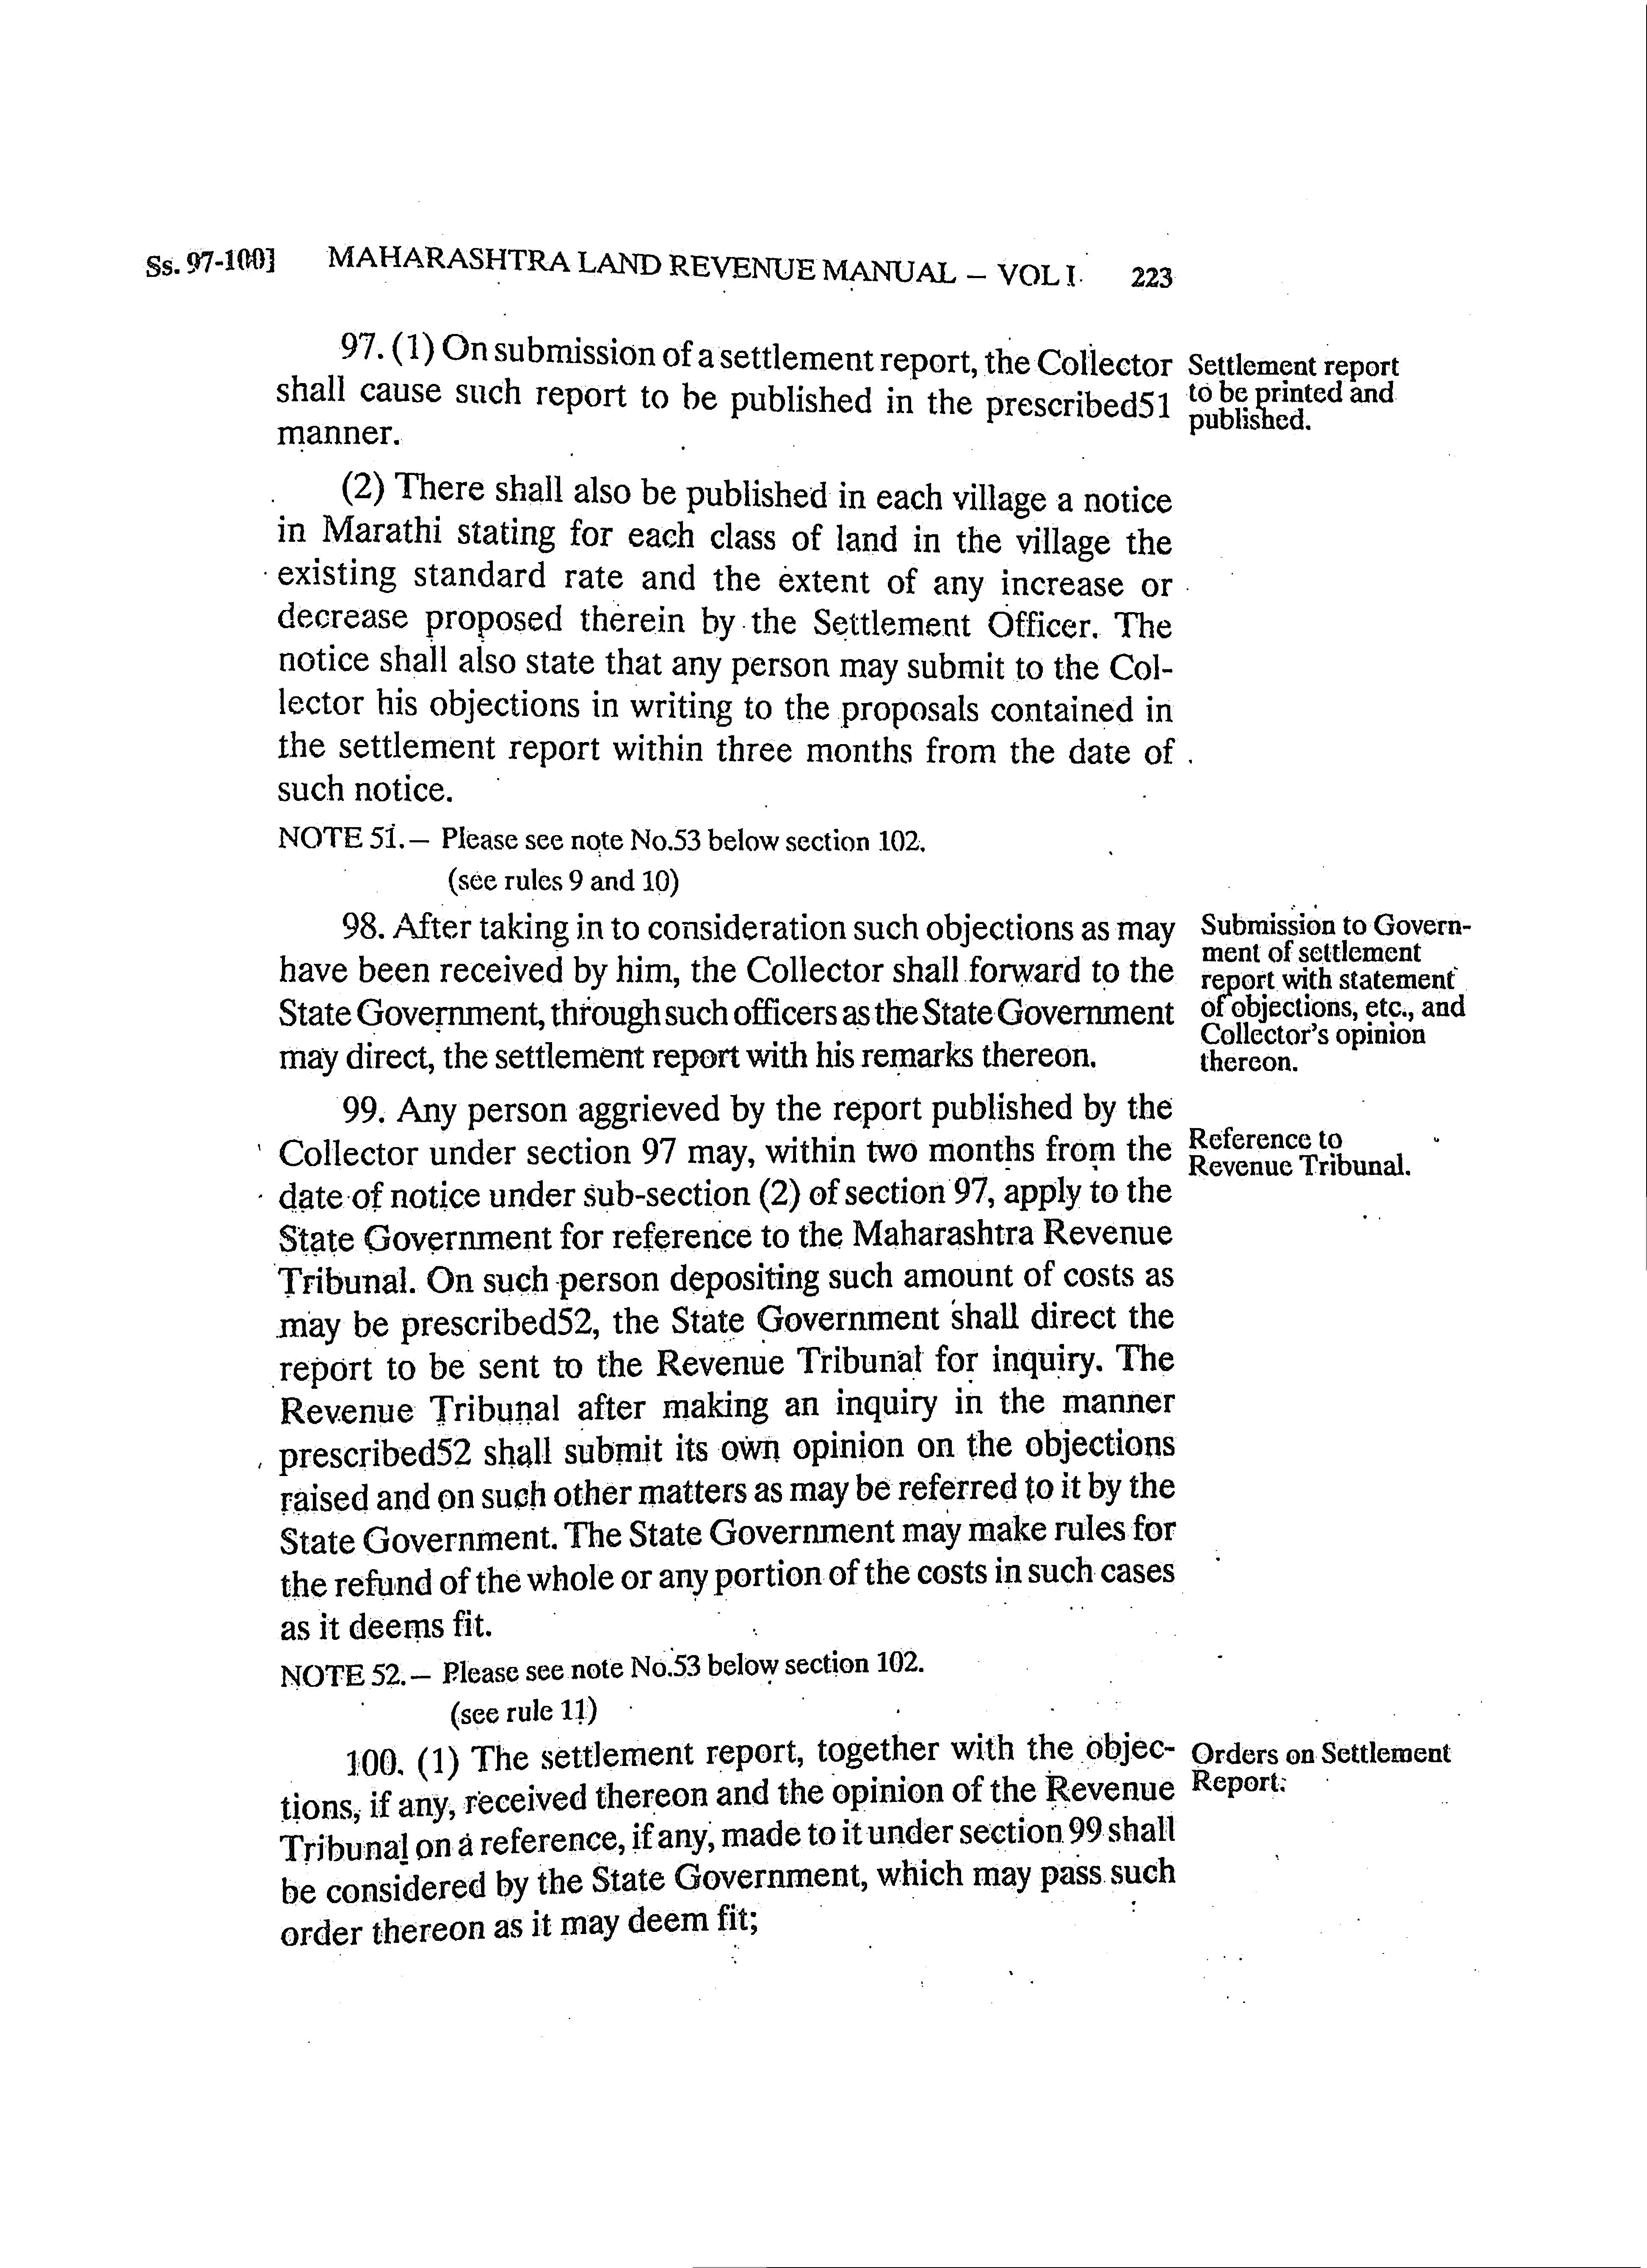 Ss. 97-100] MAHARASHTRA LAND REVENUE MANUAL – VOL I. 223
97. (1) On submission of a settlement report, the Collector
shall cause such report to be published in the prescribed51
manner.
Settlement report
to be printed and
published.
(2) There shall also be published in each village a notice
in Marathi stating for each class of land in the village the
existing standard rate and the extent of any increase or
decrease proposed therein by the Settlement Officer. The
notice shall also state that any person may submit to the Col-
lector his objections in writing to the proposals contained in
the settlement report within three months from the date of
such notice.
NOTE 51.– Please see note No.53 below section 102.
(see rules 9 and 10)
98. After taking in to consideration such objections as may
have been received by him, the Collector shall forward to the
State Government, through such officers as the State Government
may direct, the settlement report with his remarks thereon.
Submission to Govern-
ment of settlement
report with statement
of objections, etc., and
Collector's opinion
thereon.
99. Any person aggrieved by the report published by the
Collector under section 97 may, within two months from the
date of notice under sub-section (2) of section 97, apply to the
State Government for reference to the Maharashtra Revenue
Tribunal. On such person depositing such amount of costs as
may be prescribed52, the State Government shall direct the
report to be sent to the Revenue Tribunal for inquiry. The
Revenue Tribunal after making an inquiry in the manner
prescribed52 shall submit its own opinion on the objections
raised and on such other matters as may be referred to it by the
State Government. The State Government may make rules for
the refund of the whole or any portion of the costs in such cases
as it deems fit.
Reference to
Revenue Tribunal.
NOTE 52.– Please see note No.53 below section 102.
(see rule 11)
100. (1) The settlement report, together with the objec-
tions, if any, received thereon and the opinion of the Revenue
Tribunal on a reference, if any, made to it under section 99 shall
be considered by the State Government, which may pass such
order thereon as it may deem fit;
Orders on Settlement
Report.